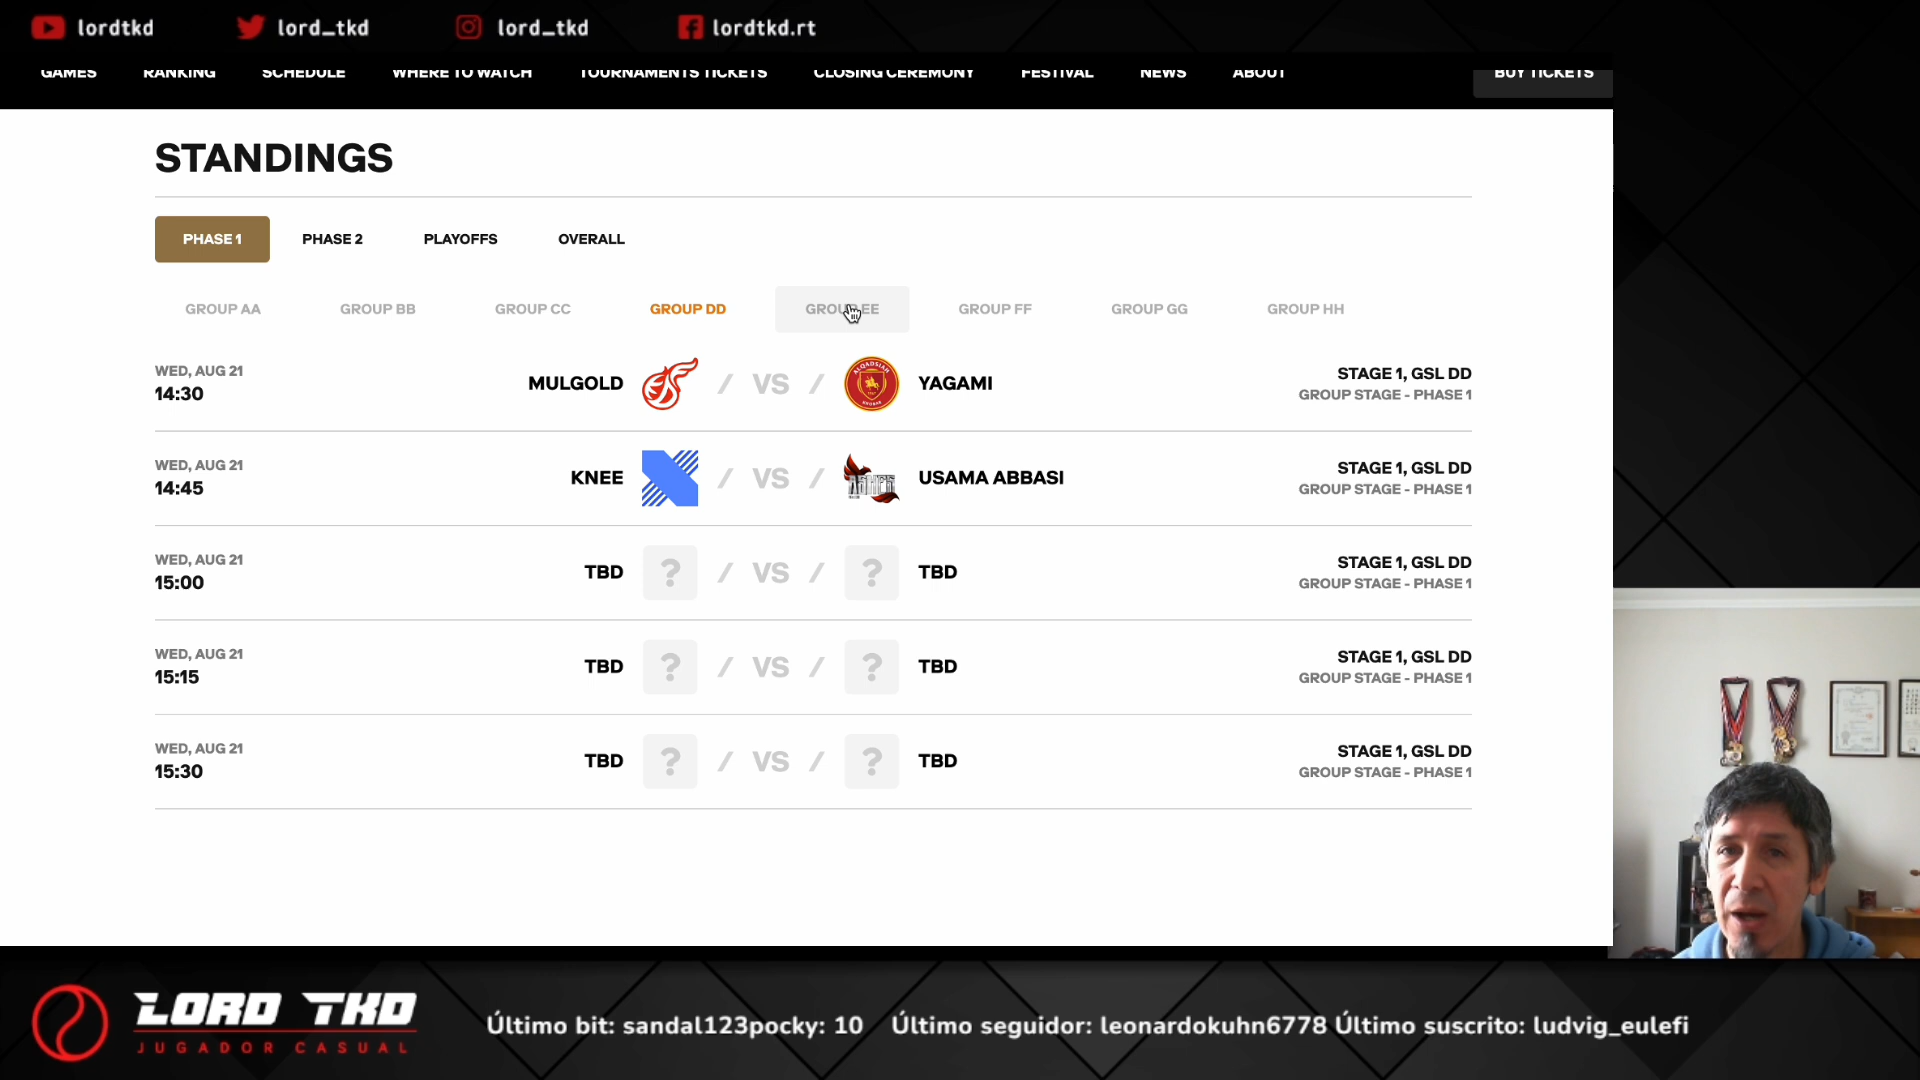 lordtkd lord_tkd lord_tkd lordtkd.rt
GAMES RANKING SCHEDULE WHERE TO WATCH TOURNAMENTS TICKETS CLOSING CEREMONY FESTIVAL NEWS ABOUT BUY TICKETS
STANDINGS
PHASE 1 PHASE 2 PLAYOFFS OVERALL
GROUP AA GROUP BB GROUP CC GROUP DD GROUP EE GROUP FF GROUP GG GROUP HH
WED, AUG 21
14:30
MULGOLD / VS / YAGAMI
STAGE 1, GSL DD
GROUP STAGE - PHASE 1
WED, AUG 21
14:45
KNEE / VS / USAMA ABBASI
STAGE 1, GSL DD
GROUP STAGE - PHASE 1
WED, AUG 21
15:00
TBD ? / VS / ? TBD
STAGE 1, GSL DD
GROUP STAGE - PHASE 1
WED, AUG 21
15:15
TBD ? / VS / ? TBD
STAGE 1, GSL DD
GROUP STAGE - PHASE 1
WED, AUG 21
15:30
TBD ? / VS / ? TBD
STAGE 1, GSL DD
GROUP STAGE - PHASE 1
LORD TKD
JUGADOR CASUAL
Último bit: sandal123pocky: 10 Último seguidor: leonardokuhn6778 Último suscrito: ludvig_eulefi